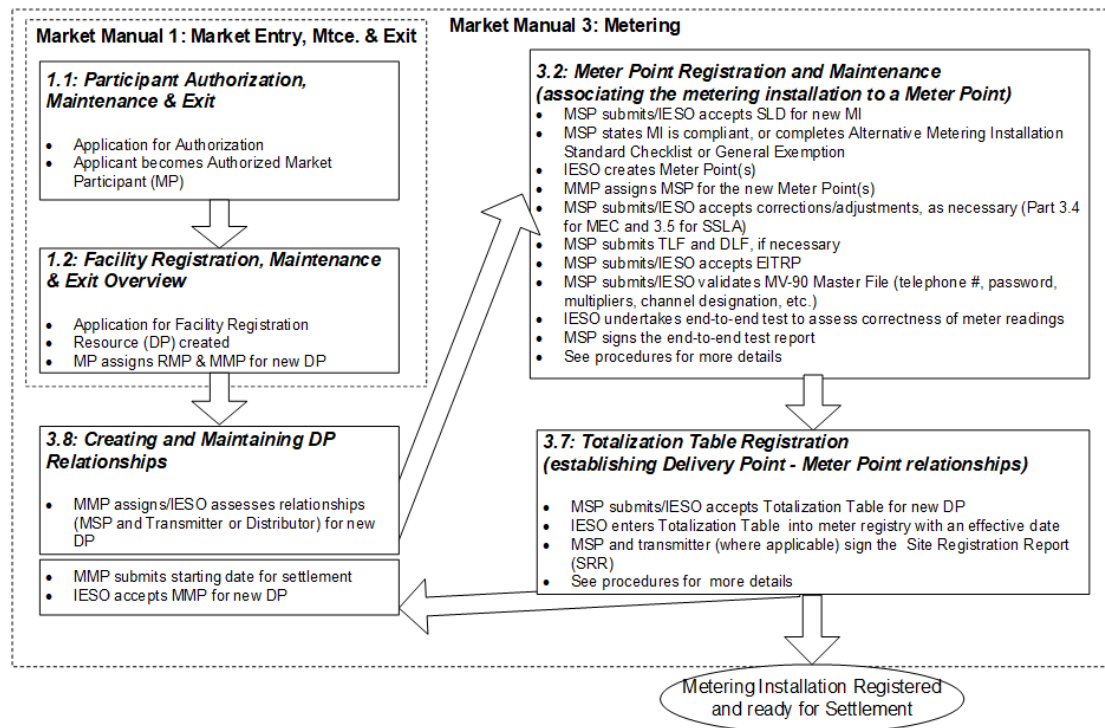 Market Manual 1: Market Entry, Mtce. & Exit
1.1: Participant Authorization,
Maintenance & Exit
• Application for Authorization
• Applicant becomes Authorized Market
Participant (MP)
1.2: Facility Registration, Maintenance
& Exit Overview
• Application for Facility Registration
• Resource (DP) created
• MP assigns RMP & MMP for new DP
3.8: Creating and Maintaining DP
Relationships
• MMP assigns/IESO assesses relationships
(MSP and Transmitter or Distributor) for new
DP
• MMP submits starting date for settlement
• IESO accepts MMP for new DP
Market Manual 3: Metering
3.2: Meter Point Registration and Maintenance
(associating the metering installation to a Meter Point)
• MSP submits/IESO accepts SLD for new MI
• MSP states MI is compliant, or completes Alternative Metering Installation
Standard Checklist or General Exemption
• IESO creates Meter Point(s)
• MMP assigns MSP for the new Meter Point(s)
• MSP submits/IESO accepts corrections/adjustments, as necessary (Part 3.4
for MEC and 3.5 for SSLA)
• MSP submits TLF and DLF, if necessary
• MSP submits/IESO accepts EITRP
• MSP submits/IESO validates MV-90 Master File (telephone #, password,
multipliers, channel designation, etc.)
• IESO undertakes end-to-end test to assess correctness of meter readings
• MSP signs the end-to-end test report
• See procedures for more details
3.7: Totalization Table Registration
(establishing Delivery Point - Meter Point relationships)
• MSP submits/IESO accepts Totalization Table for new DP
• IESO enters Totalization Table into meter registry with an effective date
• MSP and transmitter (where applicable) sign the Site Registration Report
(SRR)
• See procedures for more details
Metering Installation Registered
and ready for Settlement